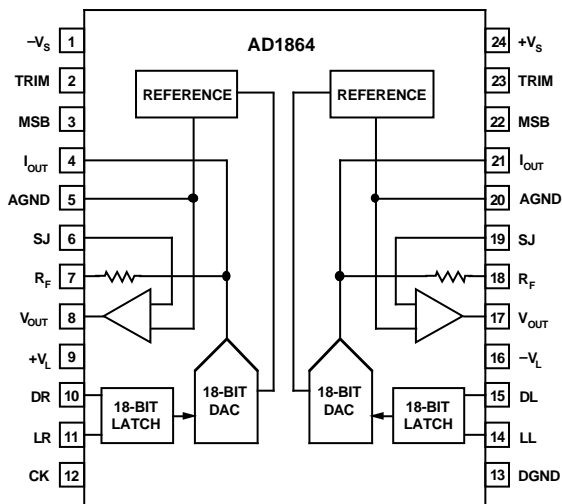 AD1864
–VS 1
TRIM 2
MSB 3
IOUT 4
AGND 5
SJ 6
RF 7
VOUT 8
+VL 9
DR 10
LR 11
CK 12
24 +VS
23 TRIM
22 MSB
21 IOUT
20 AGND
19 SJ
18 RF
17 VOUT
16 –VL
15 DL
14 LL
13 DGND
REFERENCE
REFERENCE
18-BIT
LATCH
18-BIT
DAC
18-BIT
DAC
18-BIT
LATCH